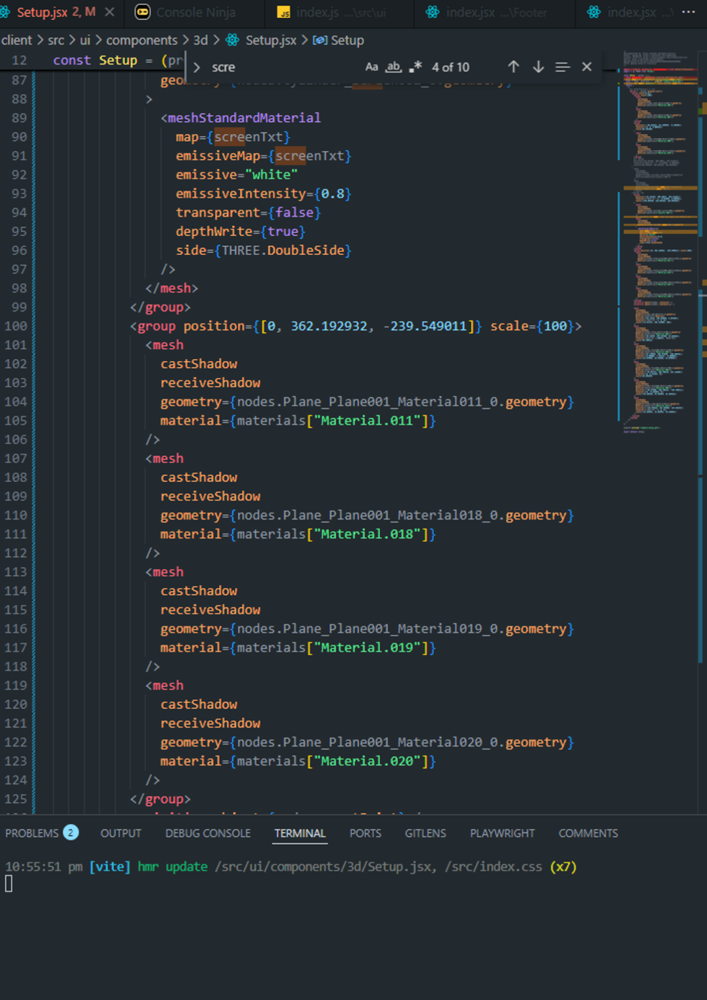 Setup.jsx 2, M
Console Ninja
index.js ...\src\ui
index.jsx ...\Footer
index.jsx ...\
client > src > ui > components > 3d > Setup.jsx > Setup
12 const Setup = (pr
scre
Aa ab .* 4 of 10
87
88 >
89 <meshStandardMaterial
90 map={screenTxt}
91 emissiveMap={screenTxt}
92 emissive="white"
93 emissiveIntensity={0.8}
94 transparent={false}
95 depthWrite={true}
96 side={THREE.DoubleSide}
97 />
98 </mesh>
99 </group>
100 <group position={[0, 362.192932, -239.549011]} scale={100}>
101 <mesh
102 castShadow
103 receiveShadow
104 geometry={nodes.Plane_Plane001_Material011_0.geometry}
105 material={materials["Material.011"]}
106 />
107 <mesh
108 castShadow
109 receiveShadow
110 geometry={nodes.Plane_Plane001_Material018_0.geometry}
111 material={materials["Material.018"]}
112 />
113 <mesh
114 castShadow
115 receiveShadow
116 geometry={nodes.Plane_Plane001_Material019_0.geometry}
117 material={materials["Material.019"]}
118 />
119 <mesh
120 castShadow
121 receiveShadow
122 geometry={nodes.Plane_Plane001_Material020_0.geometry}
123 material={materials["Material.020"]}
124 />
125 </group>
PROBLEMS 2 OUTPUT DEBUG CONSOLE TERMINAL PORTS GITLENS PLAYWRIGHT COMMENTS
10:55:51 pm [vite] hmr update /src/ui/components/3d/Setup.jsx, /src/index.css (x7)